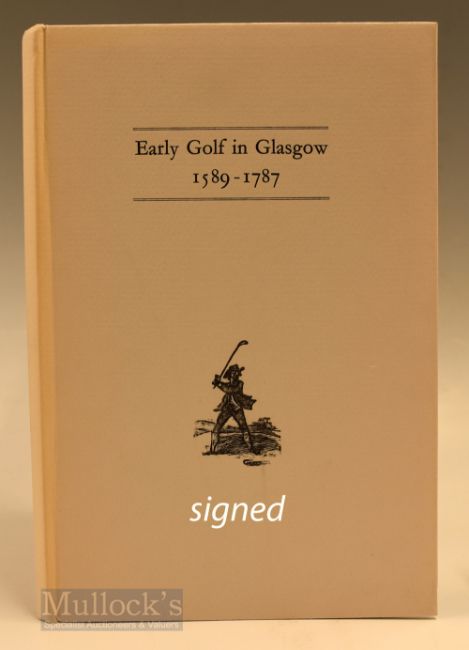 Early Golf in Glasgow
1589-1787
signed
Mullock's
Specialist Auctioneers & Valuers